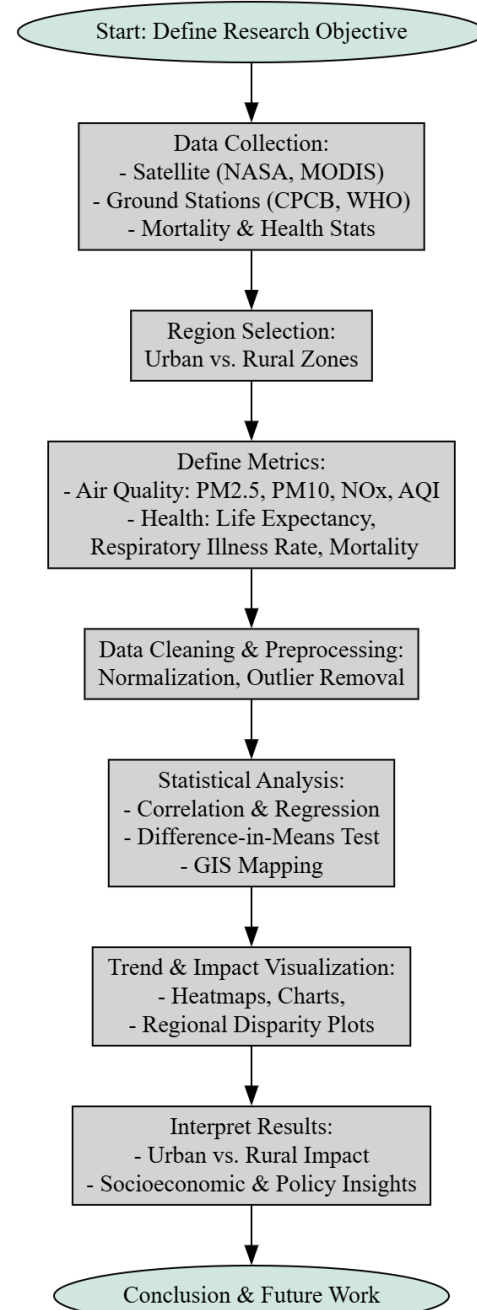 Start: Define Research Objective
Data Collection:
- Satellite (NASA, MODIS)
- Ground Stations (CPCB, WHO)
- Mortality & Health Stats
Region Selection:
Urban vs. Rural Zones
Define Metrics:
- Air Quality: PM2.5, PM10, NOx, AQI
- Health: Life Expectancy,
Respiratory Illness Rate, Mortality
Data Cleaning & Preprocessing:
Normalization, Outlier Removal
Statistical Analysis:
- Correlation & Regression
- Difference-in-Means Test
- GIS Mapping
Trend & Impact Visualization:
- Heatmaps, Charts,
- Regional Disparity Plots
Interpret Results:
- Urban vs. Rural Impact
- Socioeconomic & Policy Insights
Conclusion & Future Work